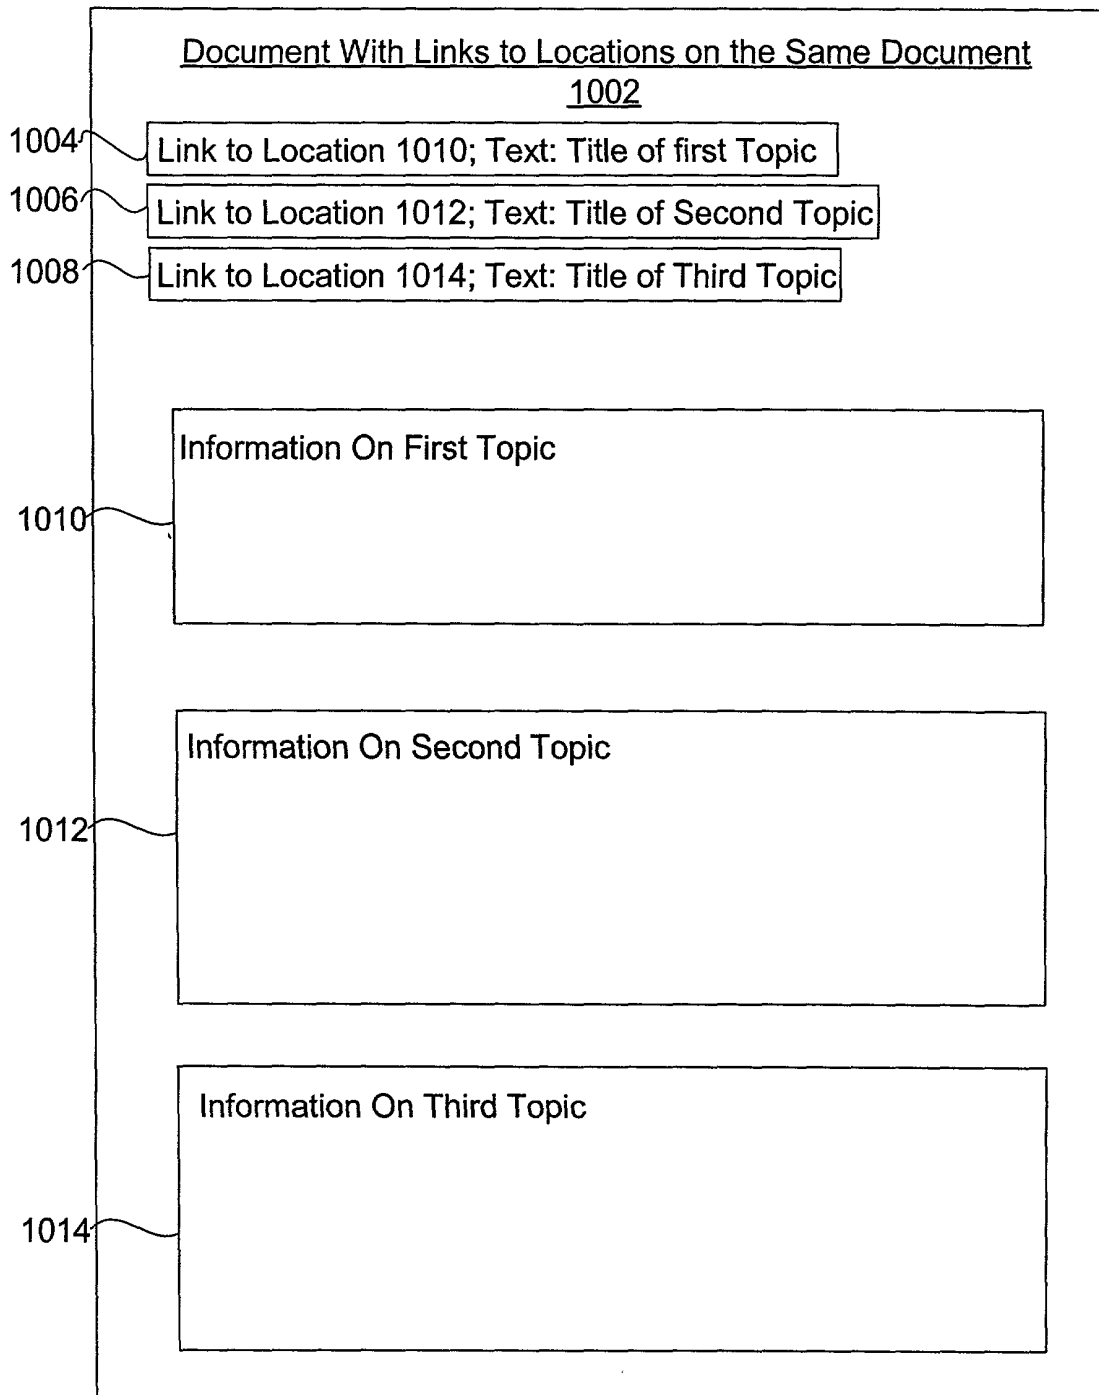 Document With Links to Locations on the Same Document
1002
1004
Link to Location 1010; Text: Title of first Topic
1006
Link to Location 1012; Text: Title of Second Topic
1008
Link to Location 1014; Text: Title of Third Topic
Information On First Topic
1010
Information On Second Topic
1012
Information On Third Topic
1014